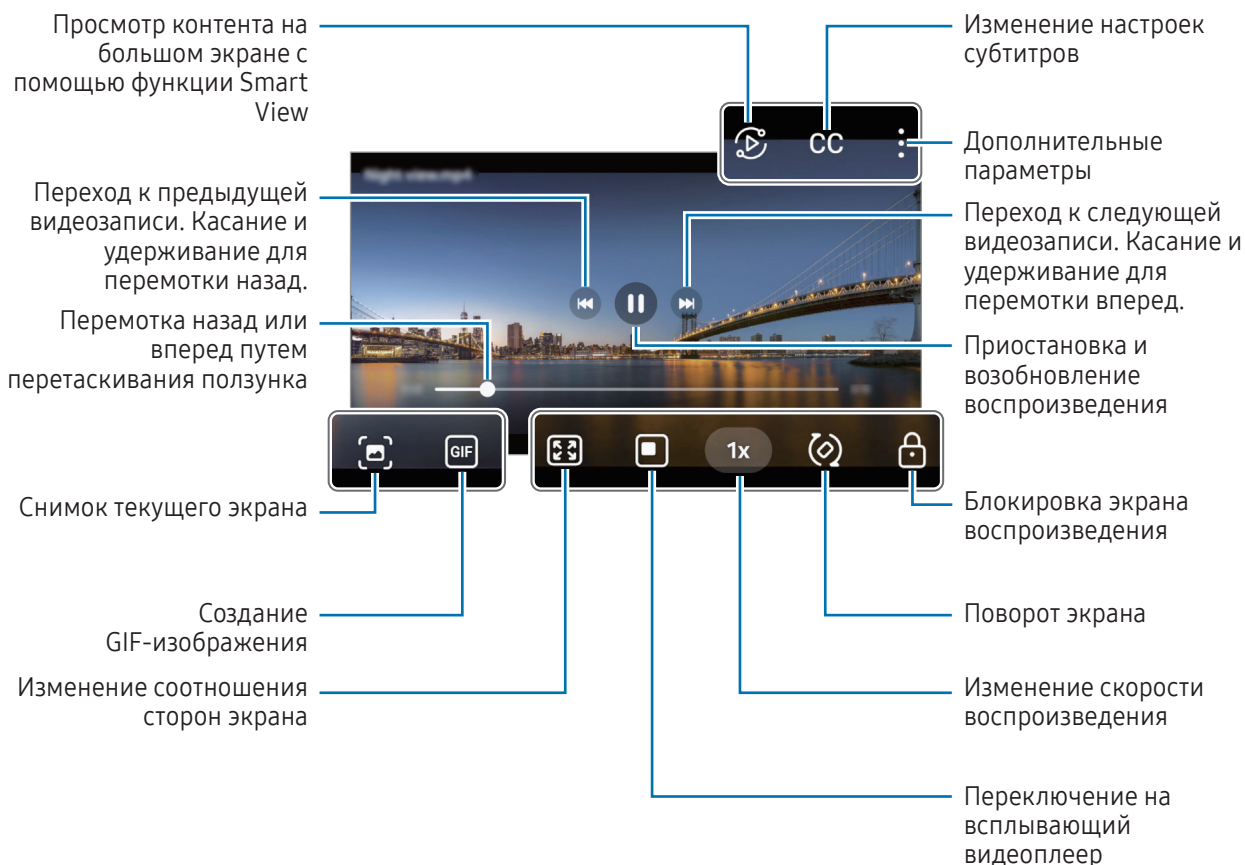 Просмотр контента на
большом экране с
помощью функции Smart
View
Изменение настроек
субтитров
CC
Дополнительные
параметры
Night view.mp4
Переход к предыдущей
видеозаписи. Касание и
удерживание для
перемотки назад.
Переход к следующей
видеозаписи. Касание и
удерживание для
перемотки вперед.
Перемотка назад или
вперед путем
перетаскивания ползунка
Приостановка и
возобновление
воспроизведения
GIF
1x
Снимок текущего экрана
Блокировка экрана
воспроизведения
Создание
GIF-изображения
Поворот экрана
Изменение соотношения
сторон экрана
Изменение скорости
воспроизведения
Переключение на
всплывающий
видеоплеер